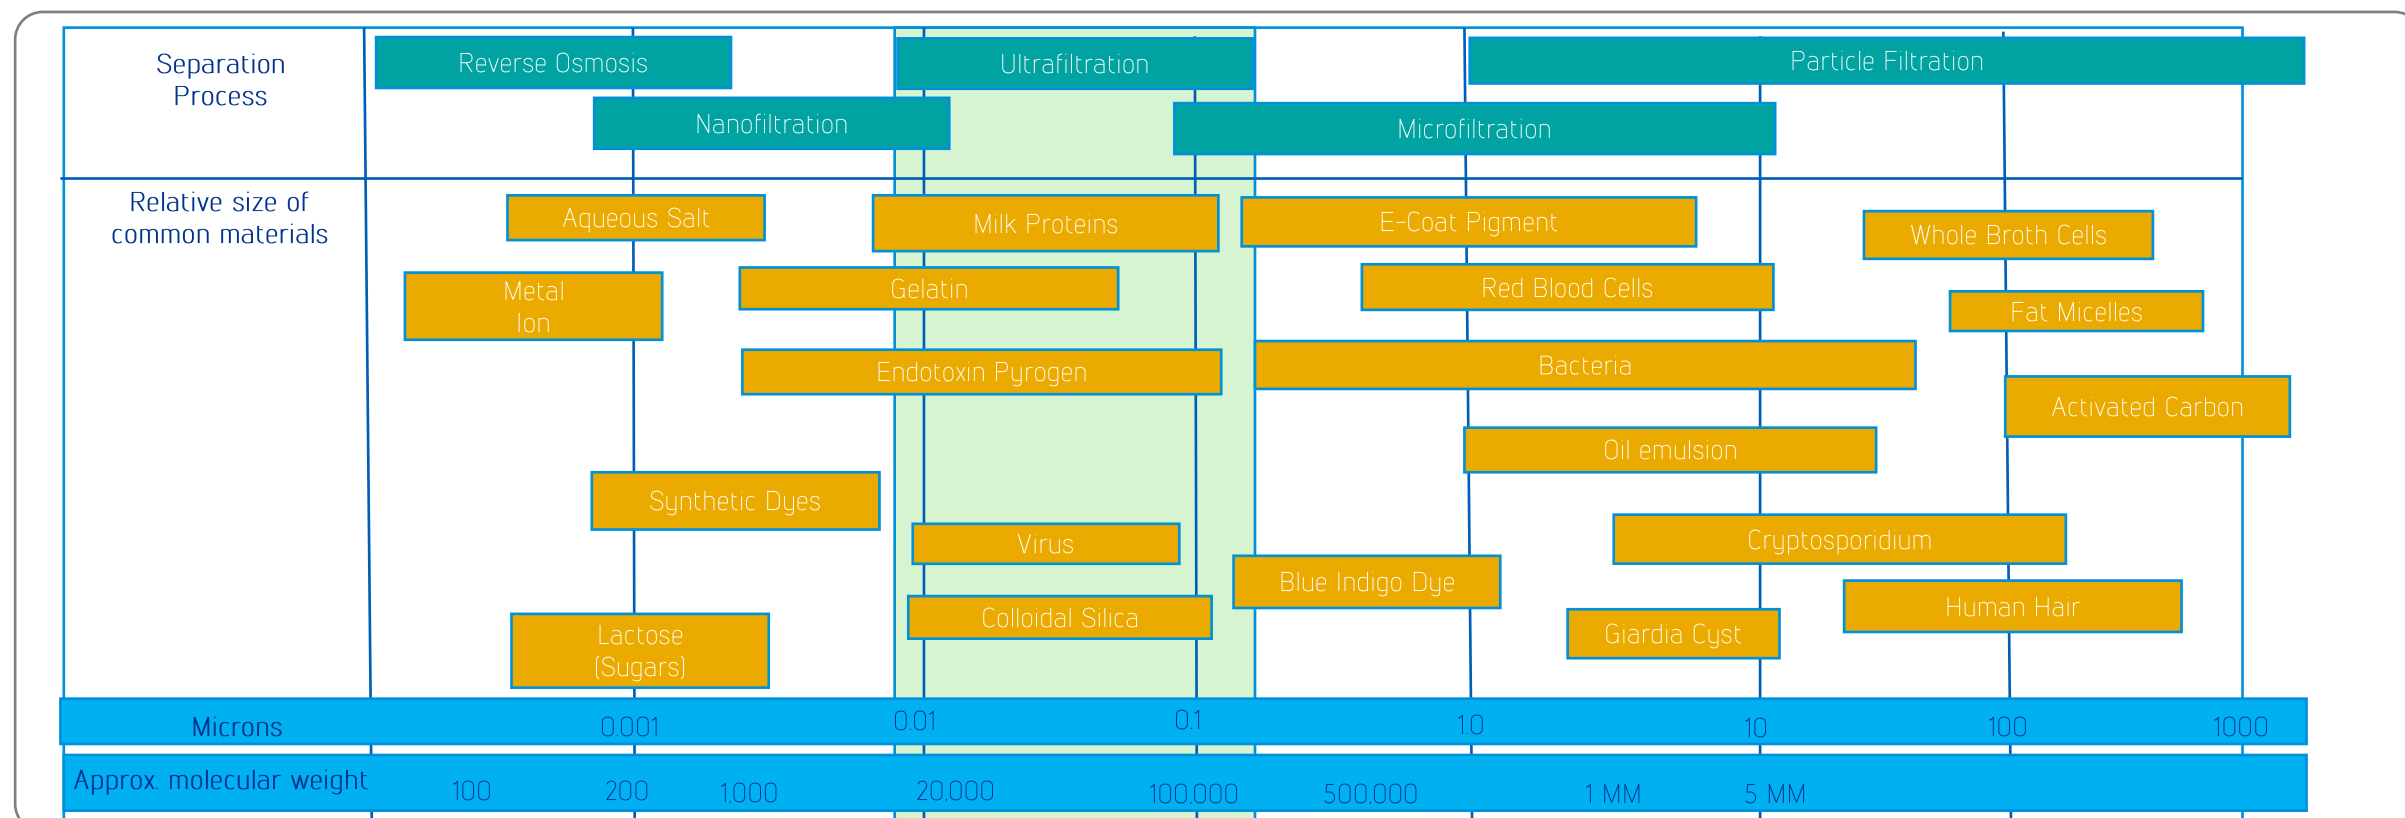 Separation
Process
Reverse Osmosis
Ultrafiltration
Particle Filtration
Nanofiltration
Microfiltration
Relative size of
common materials
Aqueous Salt
Milk Proteins
E-Coat Pigment
Whole Broth Cells
Metal
Ion
Gelatin
Red Blood Cells
Fat Micelles
Endotoxin Pyrogen
Bacteria
Activated Carbon
Oil emulsion
Synthetic Dyes
Virus
Cryptosporidium
Blue Indigo Dye
Colloidal Silica
Human Hair
Giardia Cyst
Lactose
(Sugars)
Microns 0.001 0.01 0.1 1.0 10 100 1000
Approx. molecular weight 100 200 1,000 20,000 100,000 500,000 1 MM 5 MM